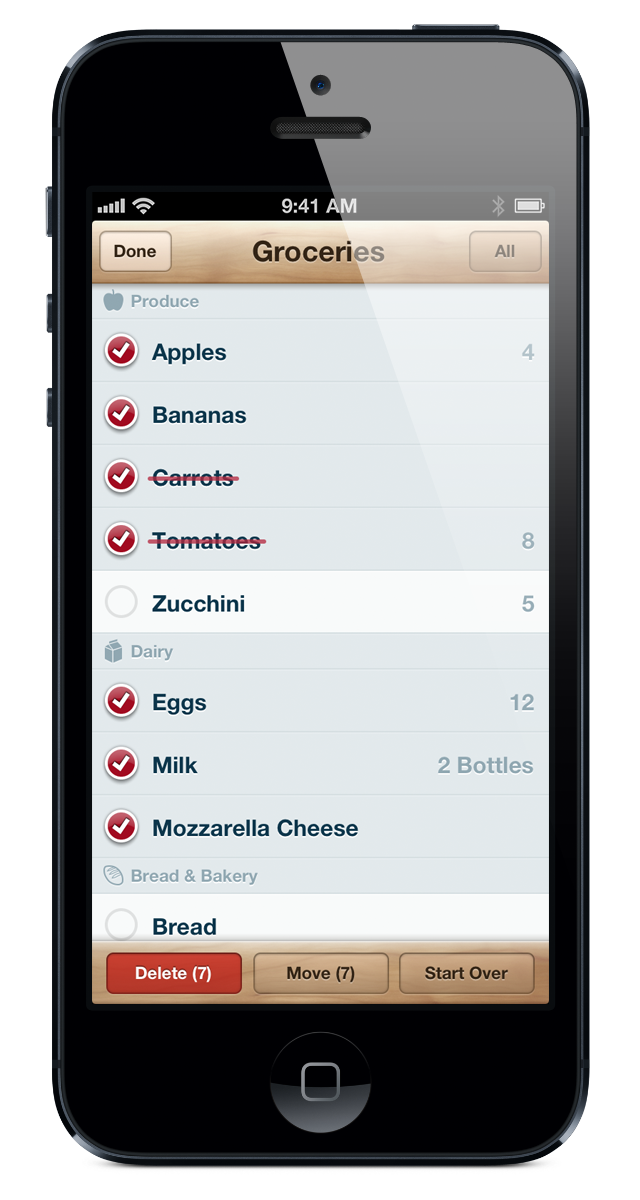 9:41 AM
Done Groceries All
Produce
Apples 4
Bananas
Carrots
Tomatoes 8
Zucchini 5
Dairy
Eggs 12
Milk 2 Bottles
Mozzarella Cheese
Bread & Bakery
Bread
Delete (7) Move (7) Start Over